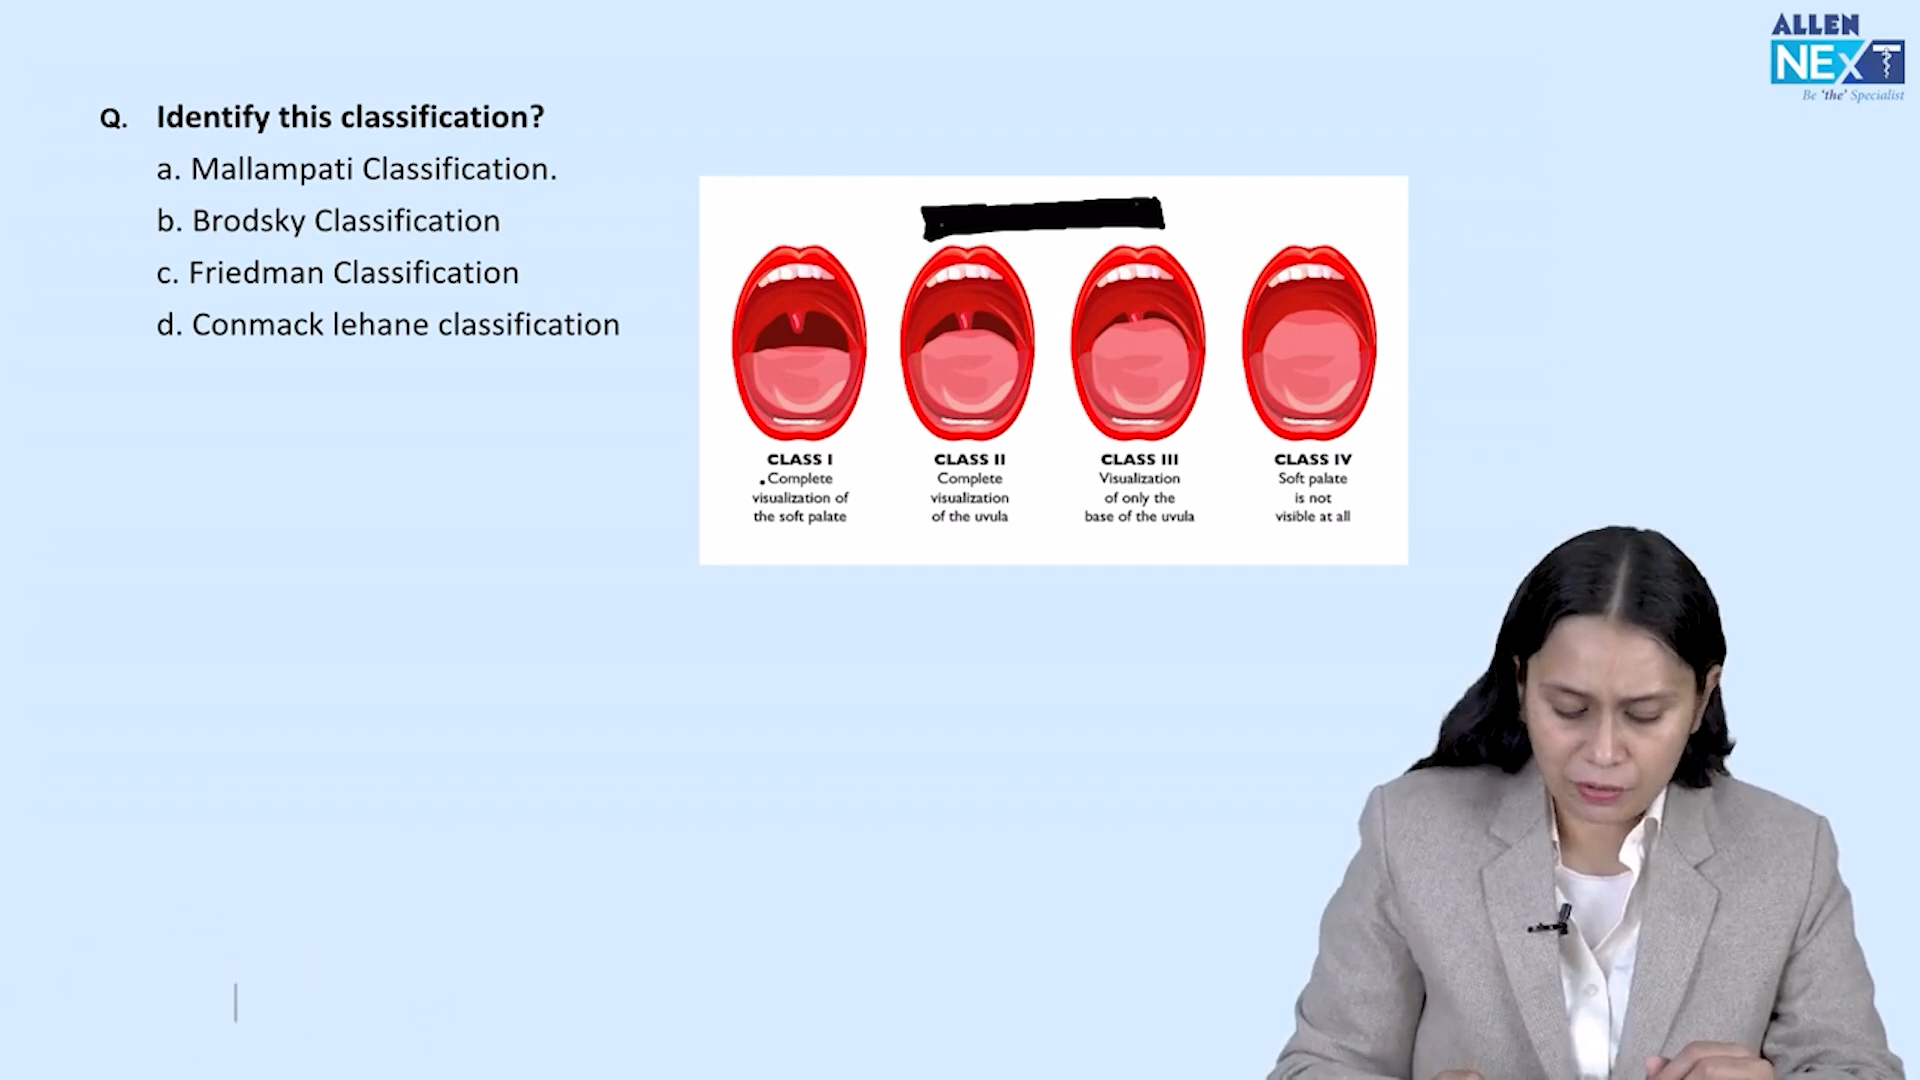 ALLEN
NEXT
Be 'the' Specialist
Q. Identify this classification?
a. Mallampati Classification.
b. Brodsky Classification
c. Friedman Classification
d. Conmack lehane classification
CLASS I
Complete
visualization of
the soft palate
CLASS II
Complete
visualization
of the uvula
CLASS III
Visualization
of only the
base of the uvula
CLASS IV
Soft palate
is not
visible at all